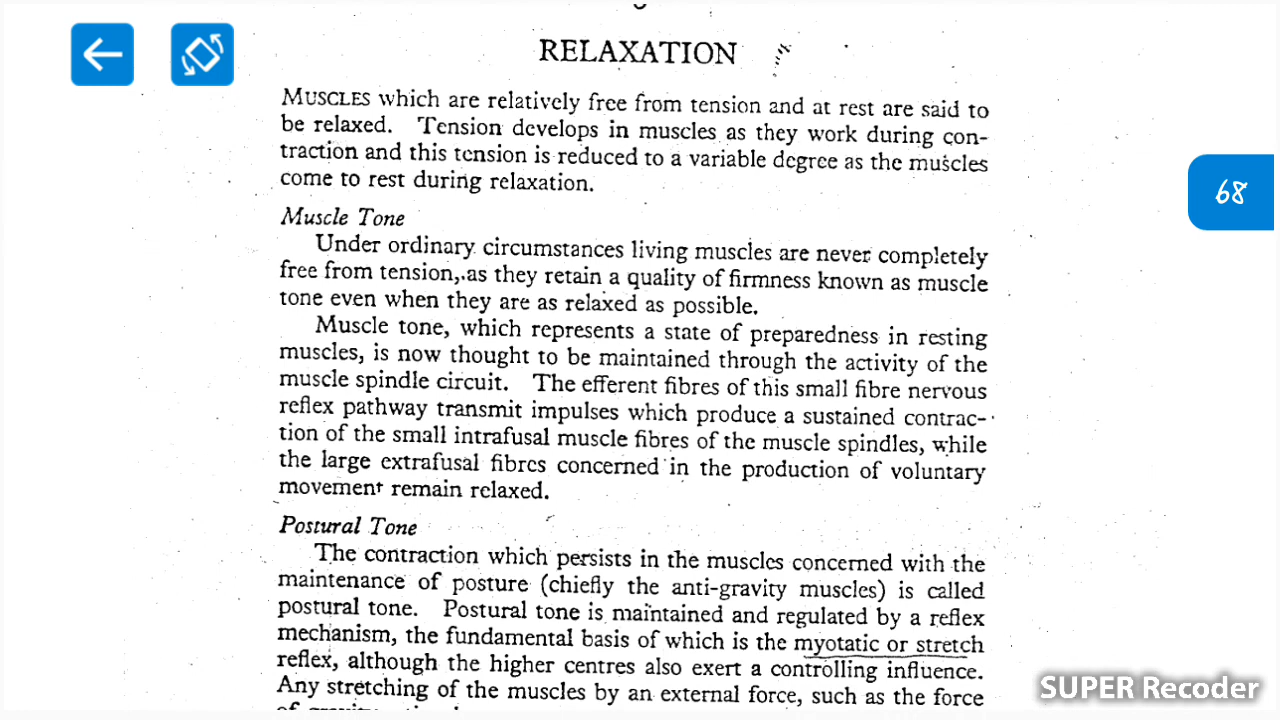 RELAXATION
MUSCLES which are relatively free from tension and at rest are said to
be relaxed. Tension develops in muscles as they work during con-
traction and this tension is reduced to a variable degree as the muscles
come to rest during relaxation.
68
Muscle Tone
Under ordinary circumstances living muscles are never completely
free from tension, as they retain a quality of firmness known as muscle
tone even when they are as relaxed as possible.
Muscle tone, which represents a state of preparedness in resting
muscles, is now thought to be maintained through the activity of the
muscle spindle circuit. The efferent fibres of this small fibre nervous
reflex pathway transmit impulses which produce a sustained contrac-
tion of the small intrafusal muscle fibres of the muscle spindles, while
the large extrafusal fibres concerned in the production of voluntary
movement remain relaxed.
Postural Tone
The contraction which persists in the muscles concerned with the
maintenance of posture (chiefly the anti-gravity muscles) is called
postural tone. Postural tone is maintained and regulated by a reflex
mechanism, the fundamental basis of which is the myotatic or stretch
reflex, although the higher centres also exert a controlling influence.
Any stretching of the muscles by an external force, such as the force
SUPER Recoder